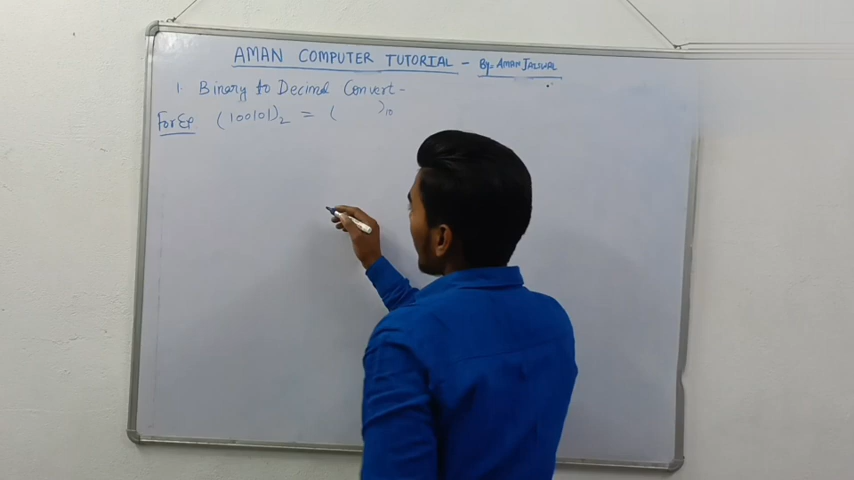 AMAN COMPUTER TUTORIAL - By- AMAN JAISWAL
1. Binary to Decimal Convert -
For Ex (100101)2 = ( )10